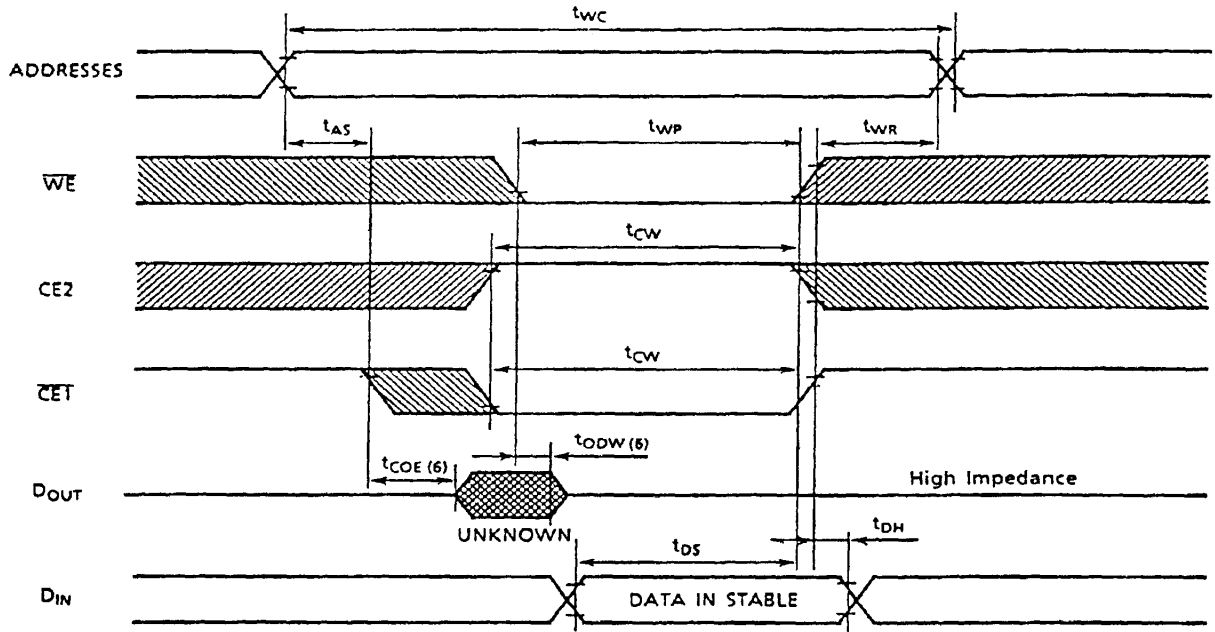 tWC
ADDRESSES
tAS
tWP
tWR
WE
tCW
CE2
tCW
CE1
tODW (6)
tCOE (6)
DOUT
High Impedance
UNKNOWN
tDH
tDS
DIN
DATA IN STABLE